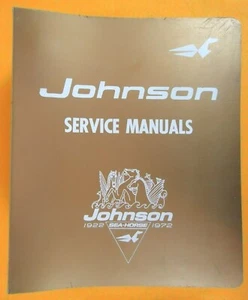 Johnson
SERVICE MANUALS
Johnson
1922 SEA-HORSE 1972